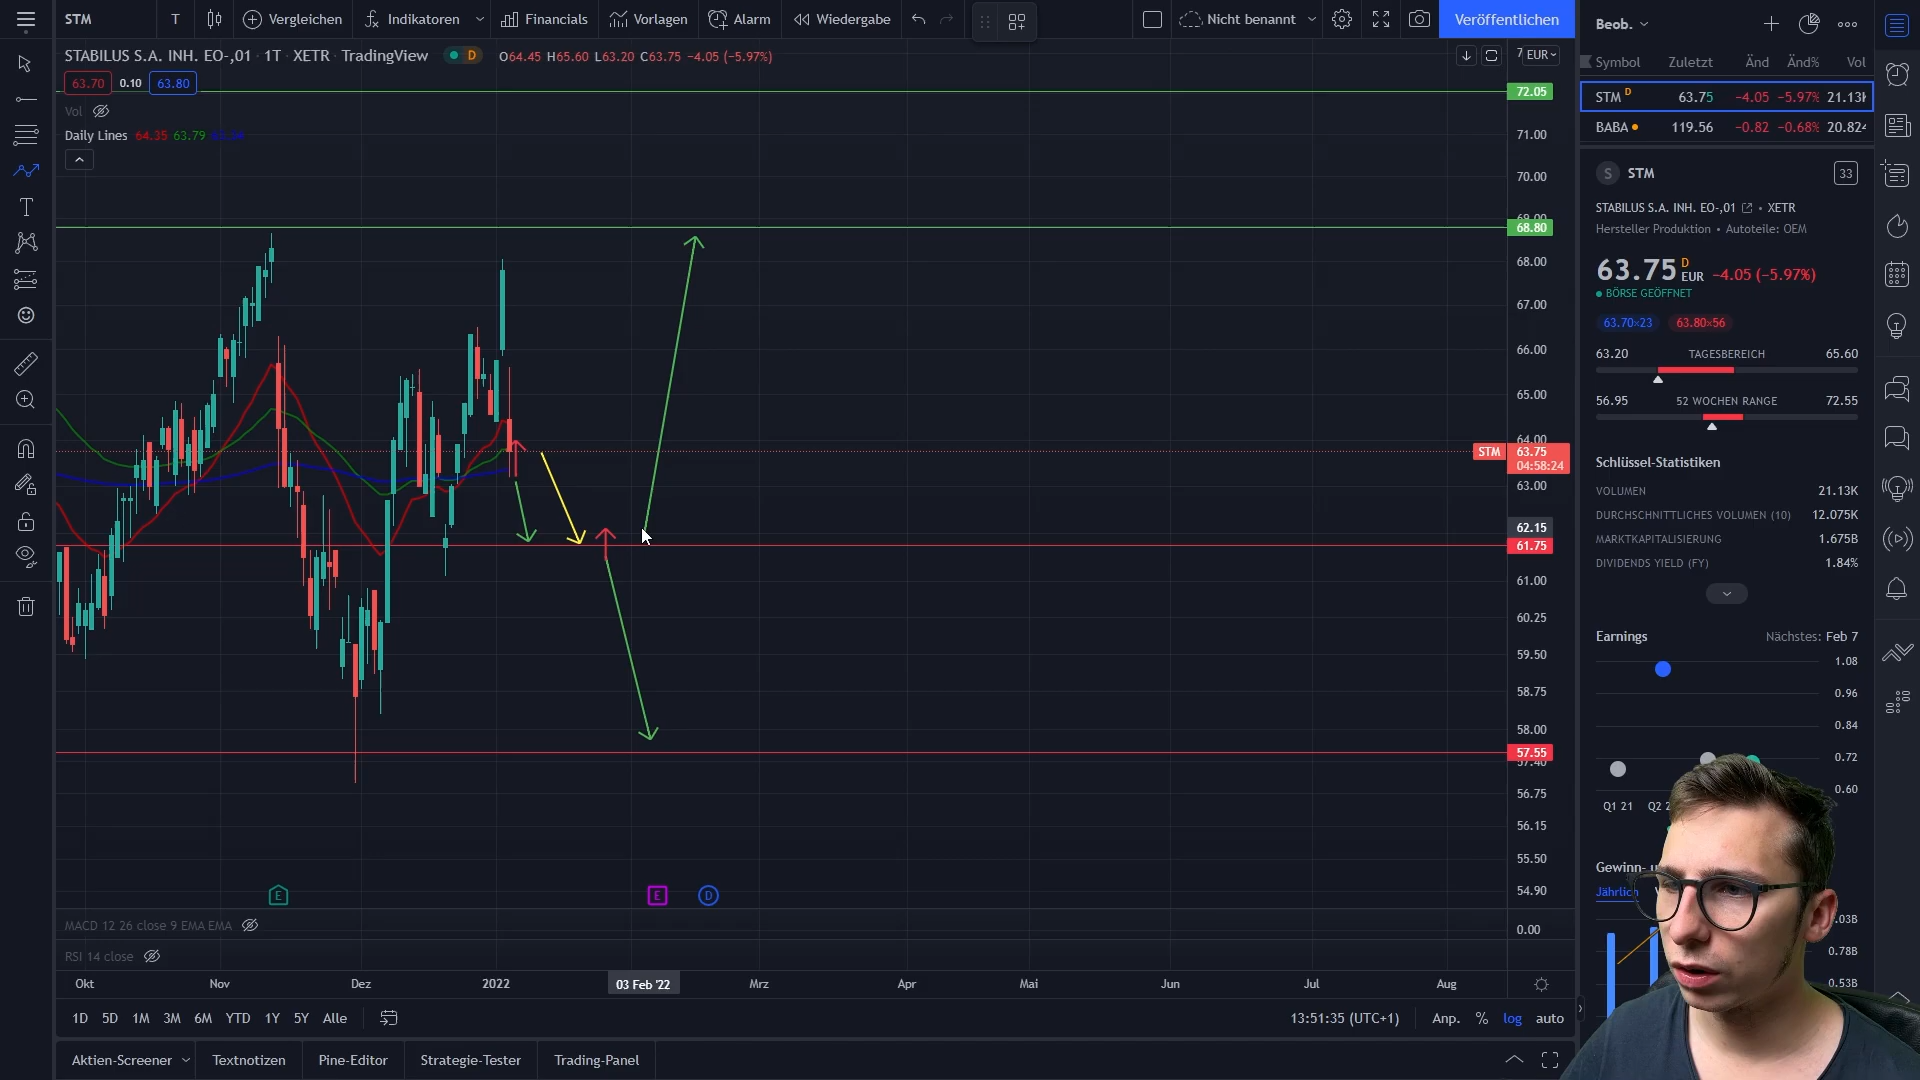 STM
T
Vergleichen
Indikatoren
Financials
Vorlagen
Alarm
Wiedergabe
Nicht benannt
Veröffentlichen
Beob.
STABILUS S.A. INH. EO-,01 · 1T · XETR · TradingView
D
O64.45 H65.60 L63.20 C63.75 −4.05 (−5.97%)
EUR
63.70
0.10
63.80
Vol
Daily Lines 64.35 63.79
72.05
71.00
70.00
68.80
68.00
67.00
66.00
65.00
64.00
STM
63.75
04:58:24
63.00
62.15
61.75
61.00
60.25
59.50
58.75
58.00
57.55
57.40
56.75
56.15
55.50
54.90
0.00
E
E
D
MACD 12 26 close 9 EMA EMA
RSI 14 close
Okt
Nov
Dez
2022
03 Feb '22
Mrz
Apr
Mai
Jun
Jul
Aug
1D
5D
1M
3M
6M
YTD
1Y
5Y
Alle
13:51:35 (UTC+1)
Anp.
%
log
auto
Aktien-Screener
Textnotizen
Pine-Editor
Strategie-Tester
Trading-Panel
Symbol Zuletzt Änd Änd% Vol
STM D 63.75 −4.05 −5.97% 21.13K
BABA 119.56 −0.82 −0.68% 20.824
S STM
33
STABILUS S.A. INH. EO-,01 • XETR
Hersteller Produktion • Autoteile: OEM
63.75 D EUR −4.05 (−5.97%)
BÖRSE GEÖFFNET
63.70×23 63.80×56
63.20 TAGESBEREICH 65.60
56.95 52 WOCHEN RANGE 72.55
Schlüssel-Statistiken
VOLUMEN 21.13K
DURCHSCHNITTLICHES VOLUMEN (10) 12.075K
MARKTKAPITALISIERUNG 1.675B
DIVIDENDS YIELD (FY) 1.84%
Earnings Nächstes: Feb 7
1.08
0.96
0.84
0.72
0.60
Q1 21 Q2 2
Gewinn- u
Jährlich
.03B
0.78B
0.53B